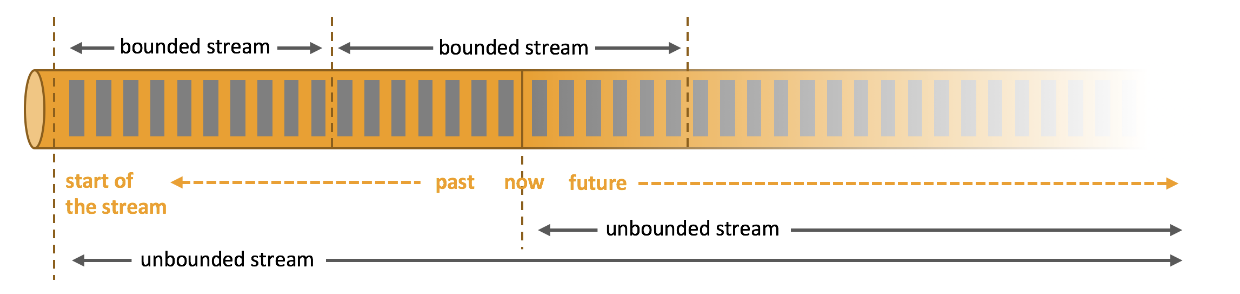 bounded stream
bounded stream
start of
the stream
past
now
future
unbounded stream
unbounded stream